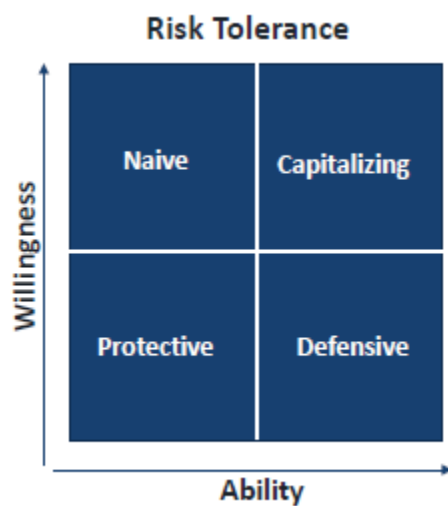 Risk Tolerance
Willingness
Naive
Capitalizing
Protective
Defensive
Ability